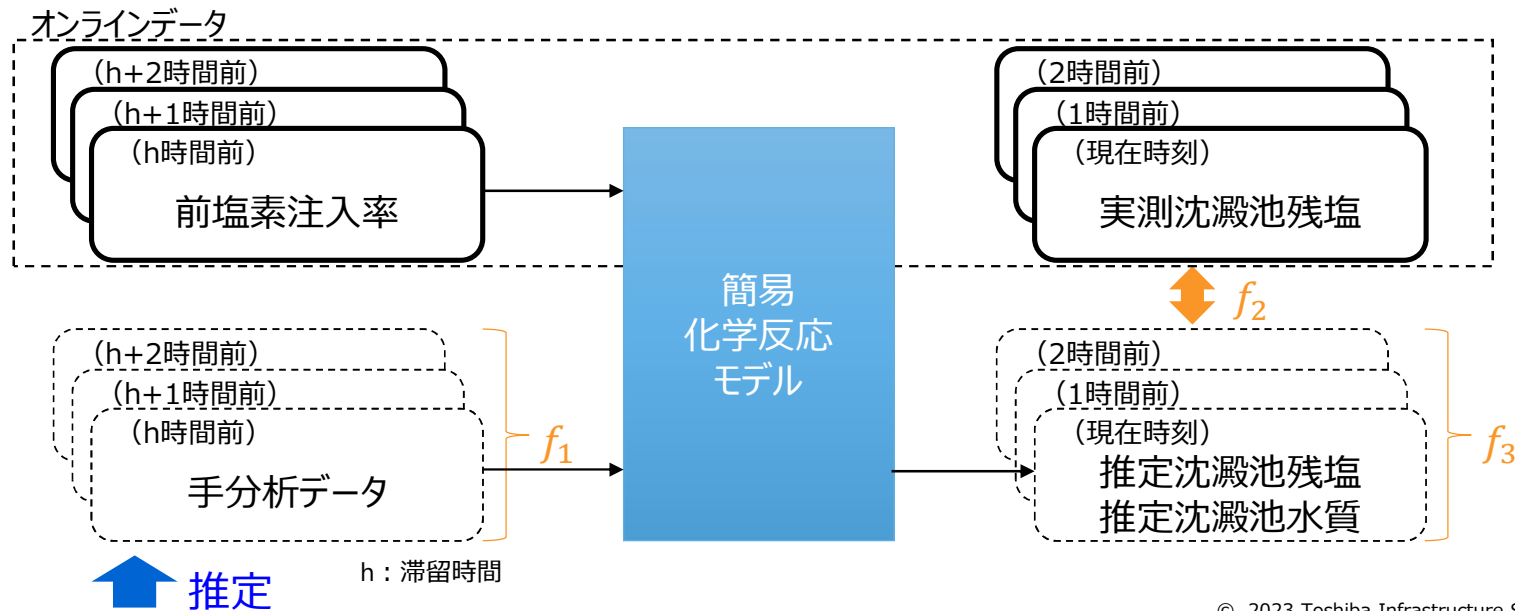 オンラインデータ
（h+2時間前）
（h+1時間前）
（h時間前）
前塩素注入率
（2時間前）
（1時間前）
（現在時刻）
実測沈澱池残塩
簡易
化学反応
モデル
f2
（h+2時間前）
（h+1時間前）
（h時間前）
手分析データ
f1
（2時間前）
（1時間前）
（現在時刻）
推定沈澱池残塩
推定沈澱池水質
f3
推定
h：滞留時間
© 2023 Toshiba Infrastructure S